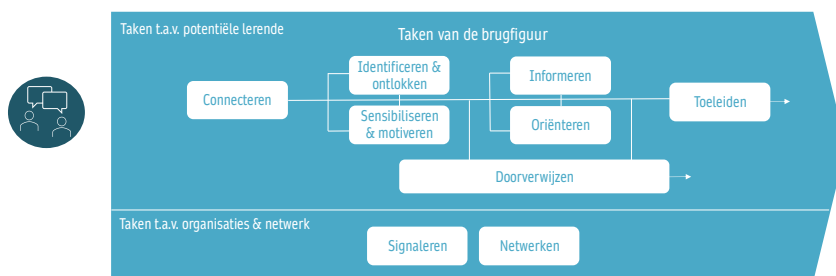 Taken t.a.v. potentiële lerende
Taken van de brugfiguur
Connecteren
Identificeren &
ontlokken
Sensibiliseren
& motiveren
Informeren
Oriënteren
Toeleiden
Doorverwijzen
Taken t.a.v. organisaties & netwerk
Signaleren
Netwerken